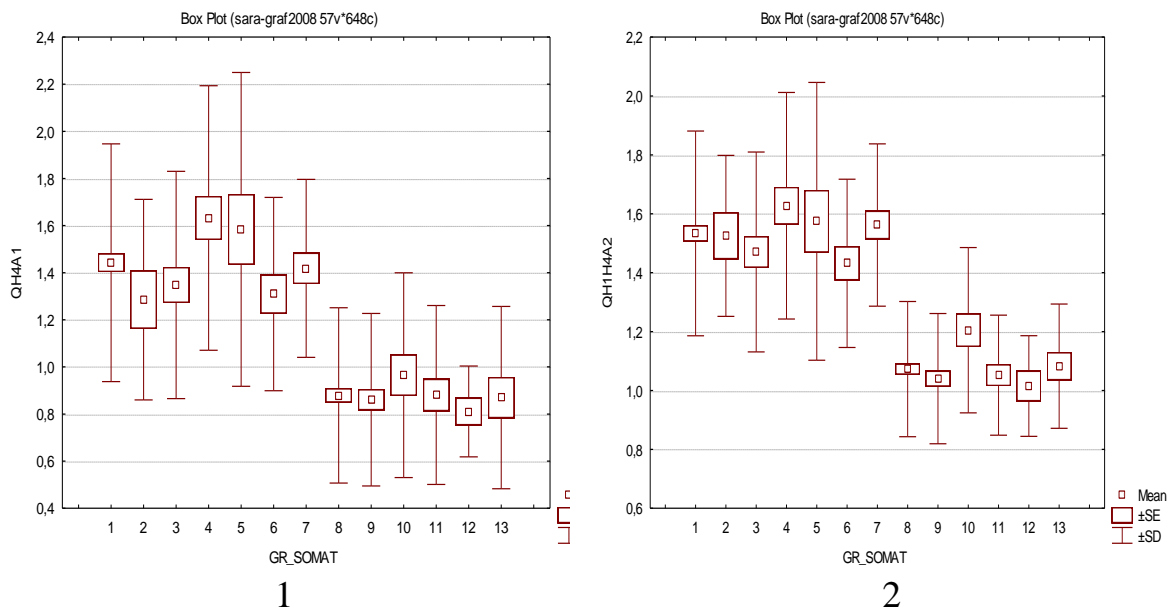 Box Plot (sara-graf2008 57v*648c)
2,4
2,2
2,0
1,8
1,6
1,4
1,2
1,0
0,8
0,6
0,4
QH4A1
1 2 3 4 5 6 7 8 9 10 11 12 13
GR_SOMAT
1
Box Plot (sara-graf2008 57v*648c)
2,2
2,0
1,8
1,6
1,4
1,2
1,0
0,8
0,6
QH1H4A2
1 2 3 4 5 6 7 8 9 10 11 12 13
GR_SOMAT
Mean
±SE
±SD
2